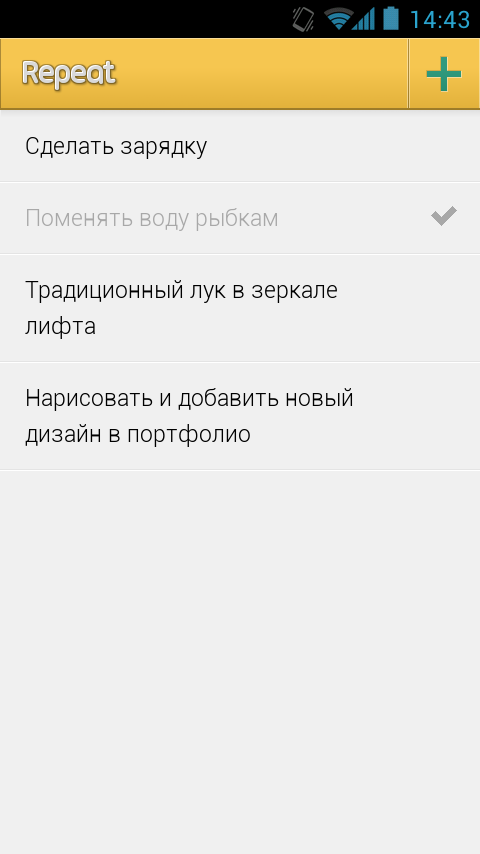 14:43
Repeat
Сделать зарядку
Поменять воду рыбкам
Традиционный лук в зеркале
лифта
Нарисовать и добавить новый
дизайн в портфолио